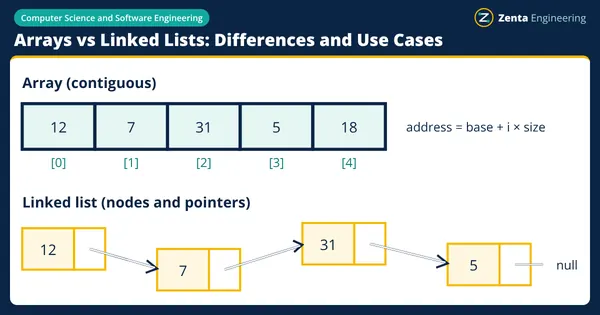 Computer Science and Software Engineering
Zenta Engineering
Arrays vs Linked Lists: Differences and Use Cases
Array (contiguous)
12 7 31 5 18
address = base + i × size
[0] [1] [2] [3] [4]
Linked list (nodes and pointers)
12
7
31
5
null